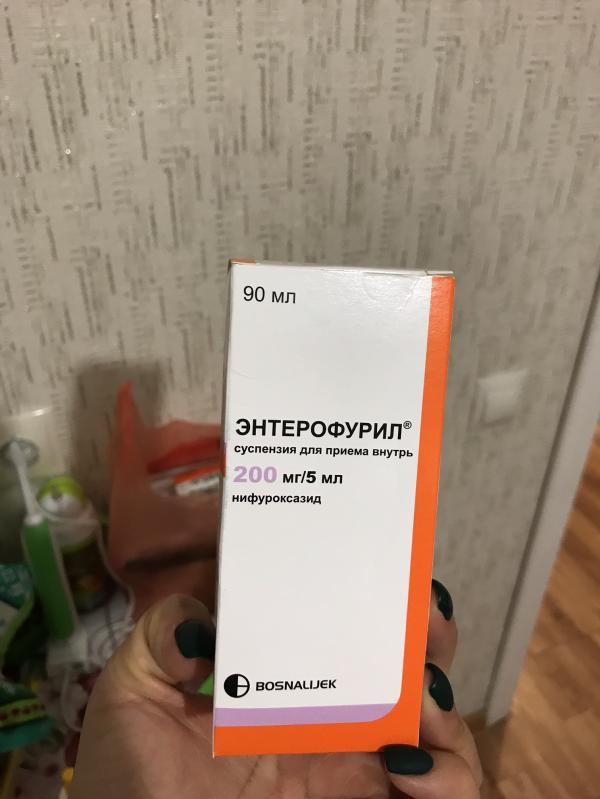 90 мл
ЭНТЕРОФУРИЛ®
суспензия для приема внутрь
200 мг/5 мл
нифуроксазид
BOSNALIJEK